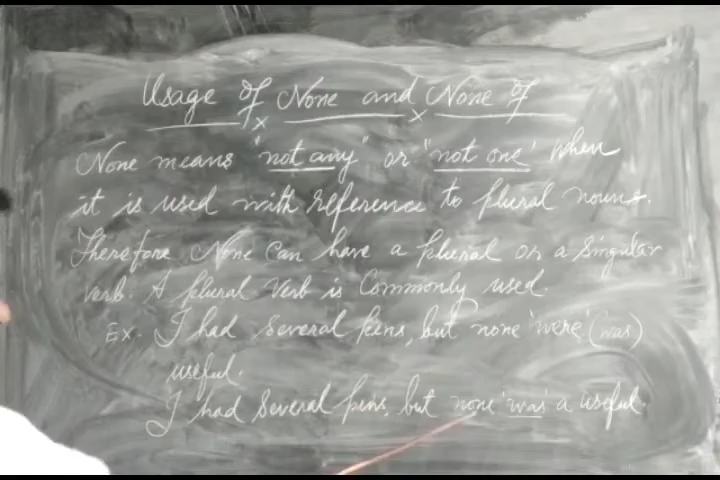 Usage of None and None of
None means "not any" or "not one" when
it is used with reference to plural nouns.
Therefore None can have a plural or a singular
verb. A plural Verb is Commonly used.
Ex. I had several pens, but none 'were' (was)
useful.
I had several pens, but none 'was' a useful.